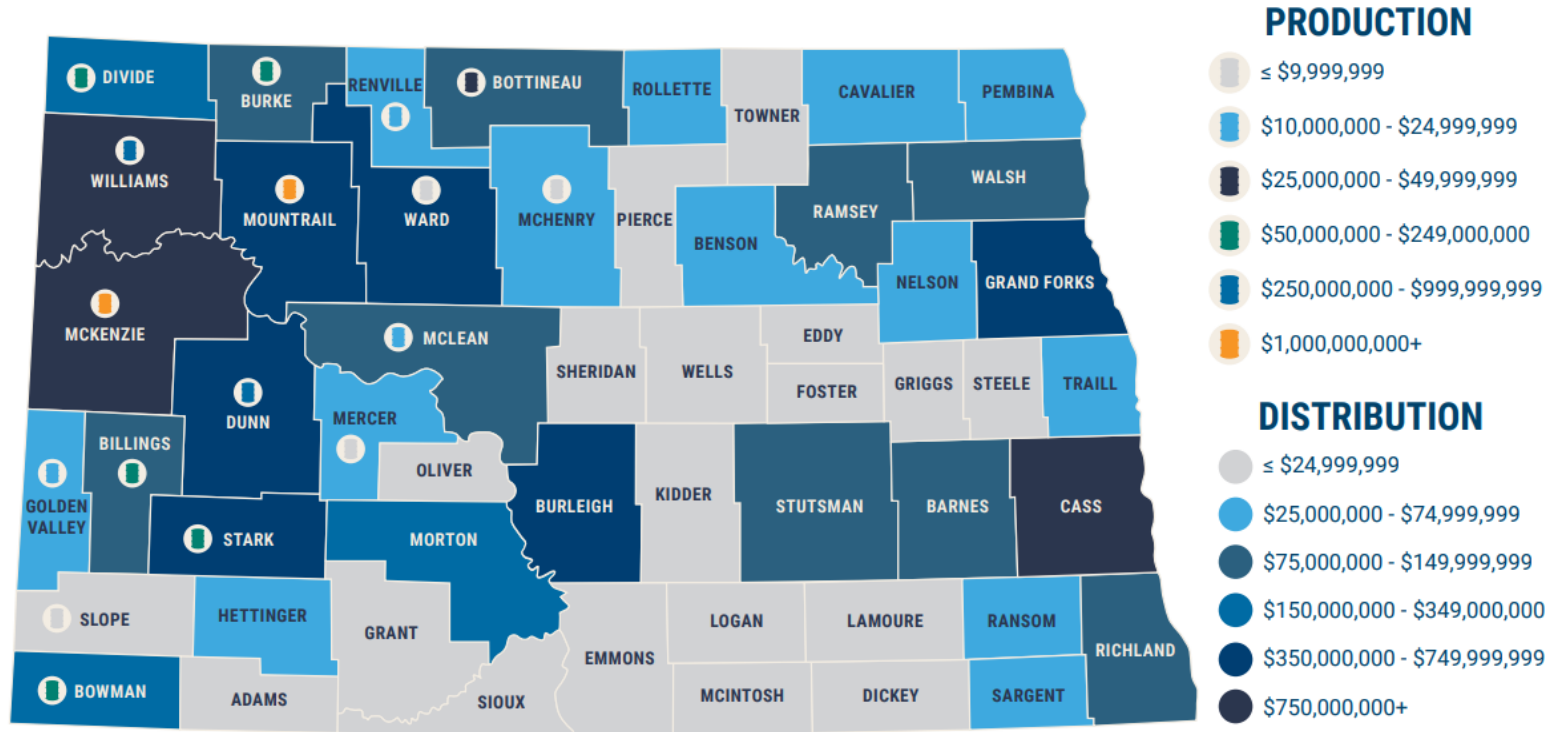 PRODUCTION
≤ $9,999,999
$10,000,000 - $24,999,999
$25,000,000 - $49,999,999
$50,000,000 - $249,000,000
$250,000,000 - $999,999,999
$1,000,000,000+
DISTRIBUTION
≤ $24,999,999
$25,000,000 - $74,999,999
$75,000,000 - $149,999,999
$150,000,000 - $349,000,000
$350,000,000 - $749,999,999
$750,000,000+
DIVIDE
BURKE
RENVILLE
BOTTINEAU
ROLLETTE
TOWNER
CAVALIER
PEMBINA
WILLIAMS
MOUNTRAIL
WARD
MCHENRY
PIERCE
BENSON
RAMSEY
WALSH
NELSON
GRAND FORKS
MCKENZIE
DUNN
MCLEAN
MERCER
OLIVER
SHERIDAN
WELLS
EDDY
FOSTER
GRIGGS
STEELE
TRAILL
GOLDEN
VALLEY
BILLINGS
STARK
MORTON
BURLEIGH
KIDDER
STUTSMAN
BARNES
CASS
SLOPE
HETTINGER
GRANT
BOWMAN
ADAMS
SIOUX
EMMONS
LOGAN
LAMOURE
RANSOM
RICHLAND
MCINTOSH
DICKEY
SARGENT